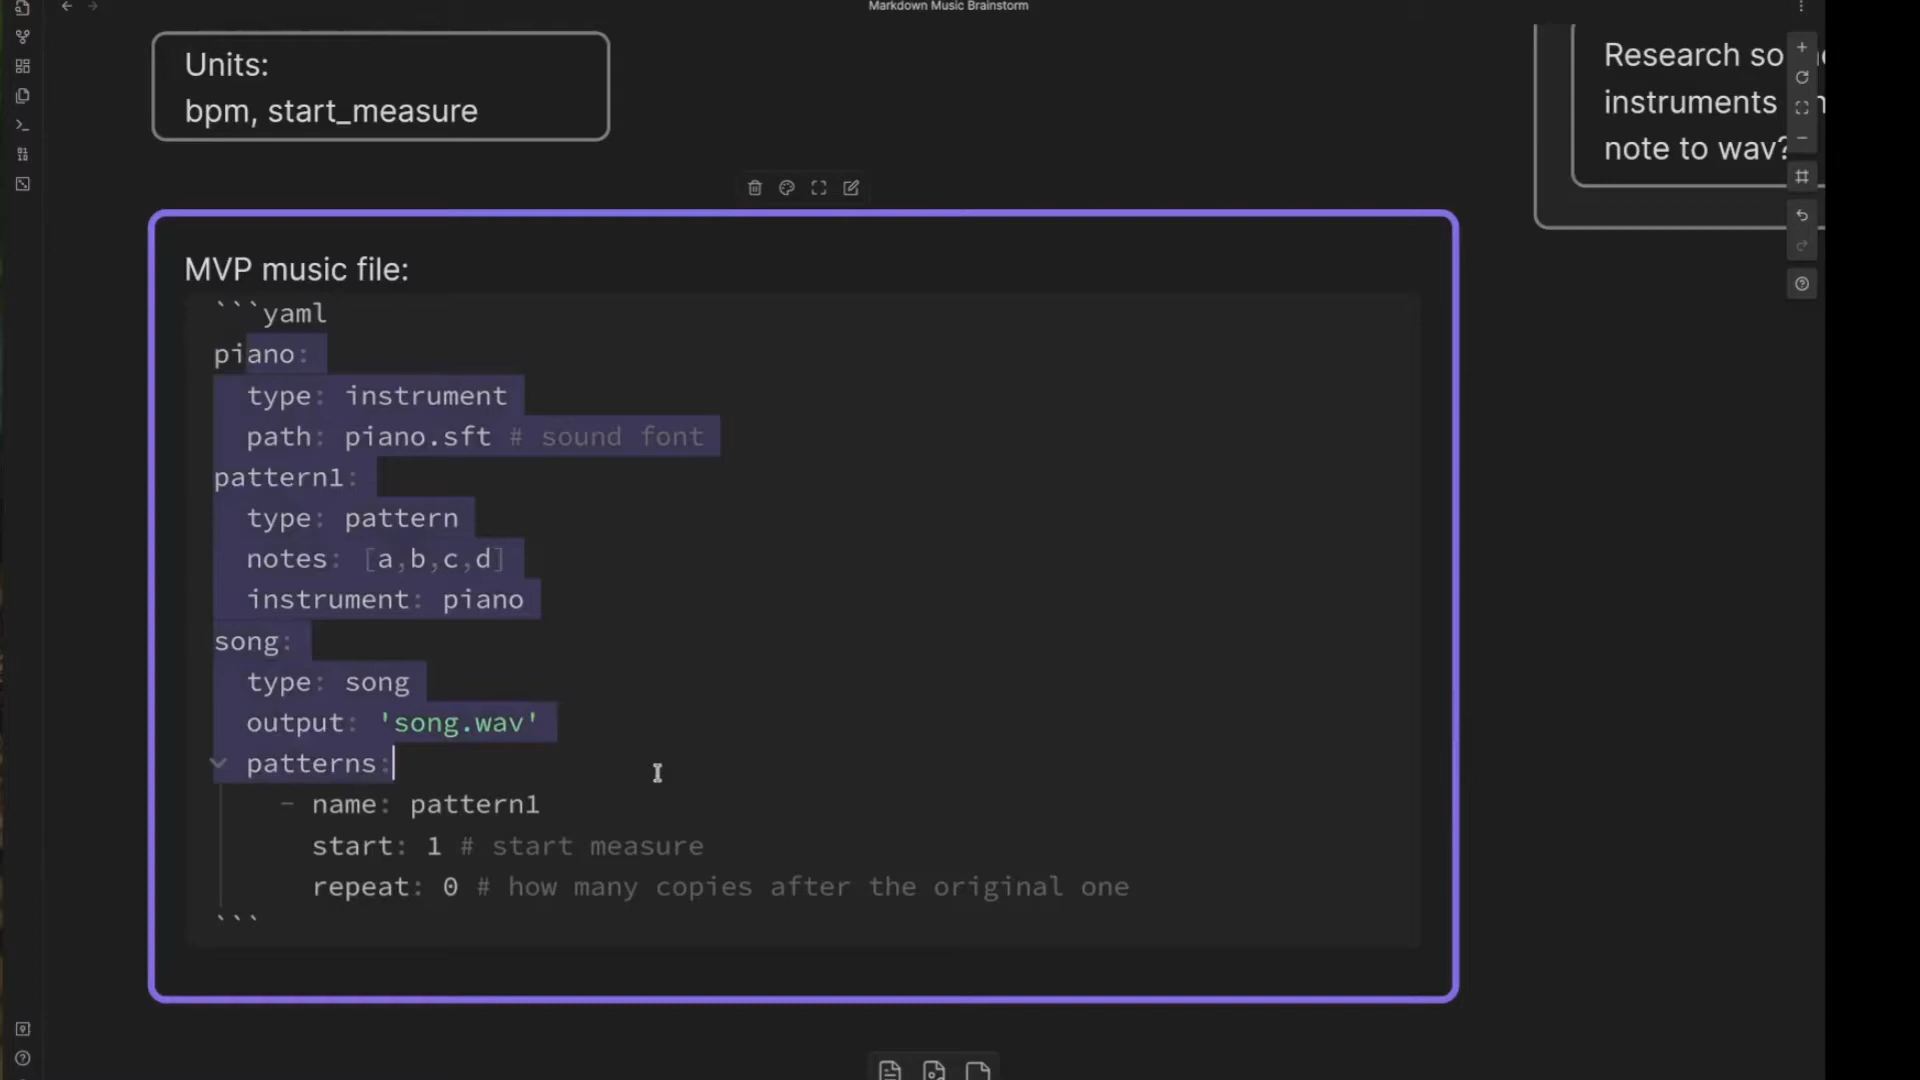 Markdown Music Brainstorm
Units:
bpm, start_measure
Research so
instruments
note to wav?
MVP music file:
```yaml
piano:
  type: instrument
  path: piano.sft # sound font
pattern1:
  type: pattern
  notes: [a,b,c,d]
  instrument: piano
song:
  type: song
  output: 'song.wav'
  patterns:
    - name: pattern1
      start: 1 # start measure
      repeat: 0 # how many copies after the original one
```